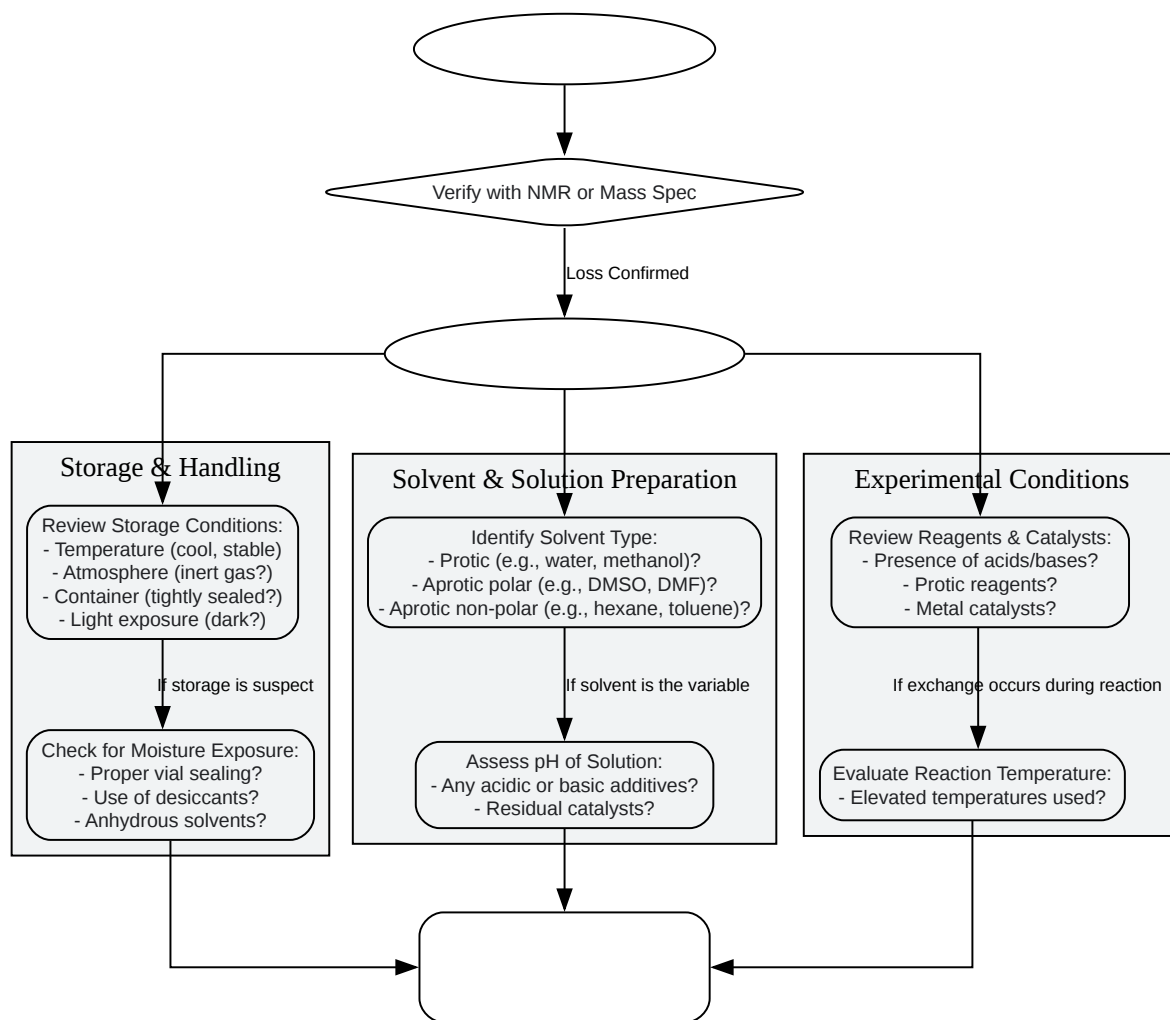 Verify with NMR or Mass Spec
Loss Confirmed
Storage & Handling
Review Storage Conditions:
- Temperature (cool, stable)
- Atmosphere (inert gas?)
- Container (tightly sealed?)
- Light exposure (dark?)
If storage is suspect
Check for Moisture Exposure:
- Proper vial sealing?
- Use of desiccants?
- Anhydrous solvents?
Solvent & Solution Preparation
Identify Solvent Type:
- Protic (e.g., water, methanol)?
- Aprotic polar (e.g., DMSO, DMF)?
- Aprotic non-polar (e.g., hexane, toluene)?
If solvent is the variable
Assess pH of Solution:
- Any acidic or basic additives?
- Residual catalysts?
Experimental Conditions
Review Reagents & Catalysts:
- Presence of acids/bases?
- Protic reagents?
- Metal catalysts?
If exchange occurs during reaction
Evaluate Reaction Temperature:
- Elevated temperatures used?